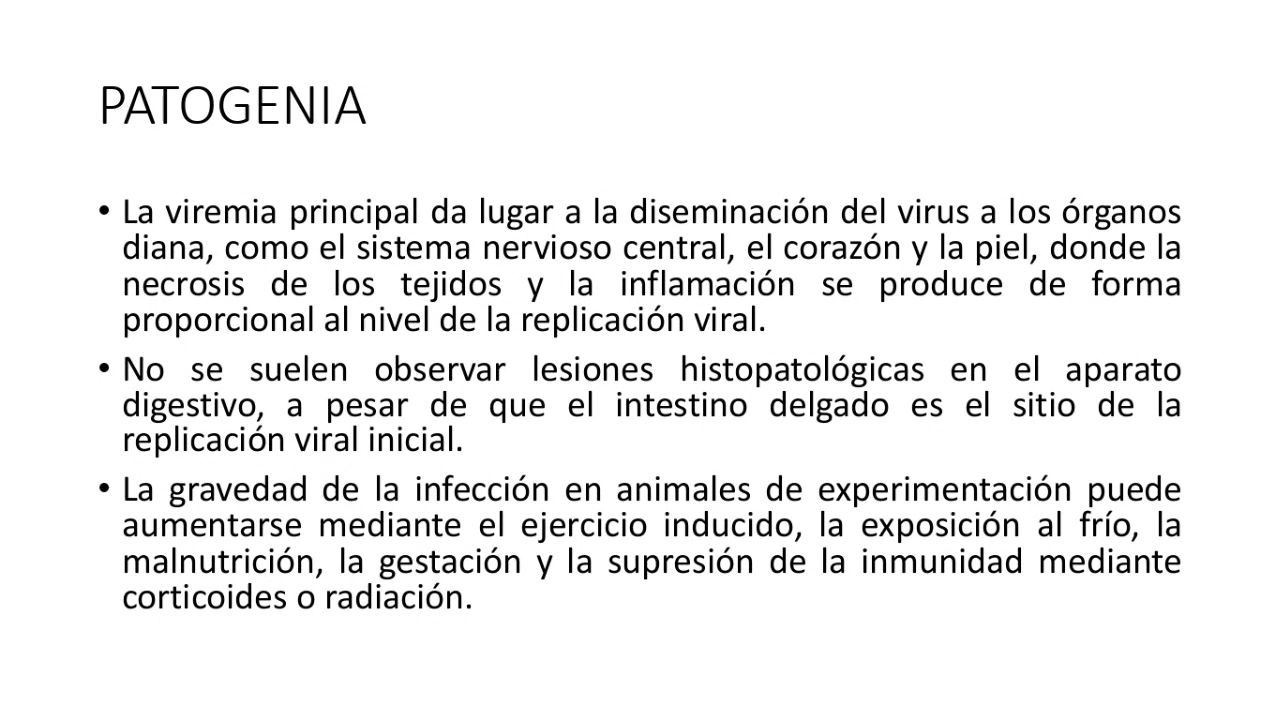 PATOGENIA
• La viremia principal da lugar a la diseminación del virus a los órganos
diana, como el sistema nervioso central, el corazón y la piel, donde la
necrosis de los tejidos y la inflamación se produce de forma
proporcional al nivel de la replicación viral.
• No se suelen observar lesiones histopatológicas en el aparato
digestivo, a pesar de que el intestino delgado es el sitio de la
replicación viral inicial.
• La gravedad de la infección en animales de experimentación puede
aumentarse mediante el ejercicio inducido, la exposición al frío, la
malnutrición, la gestación y la supresión de la inmunidad mediante
corticoides o radiación.